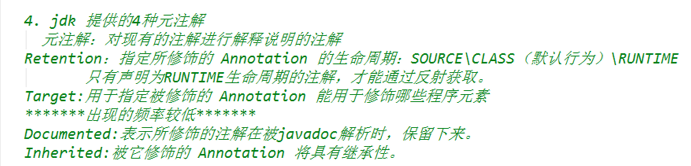 4. jdk 提供的4种元注解
元注解：对现有的注解进行解释说明的注解
Retention：指定所修饰的 Annotation 的生命周期：SOURCE\CLASS（默认行为）\RUNTIME
只有声明为RUNTIME生命周期的注解，才能通过反射获取。
Target:用于指定被修饰的 Annotation 能用于修饰哪些程序元素
*******出现的频率较低*******
Documented:表示所修饰的注解在被javadoc解析时，保留下来。
Inherited:被它修饰的 Annotation 将具有继承性。